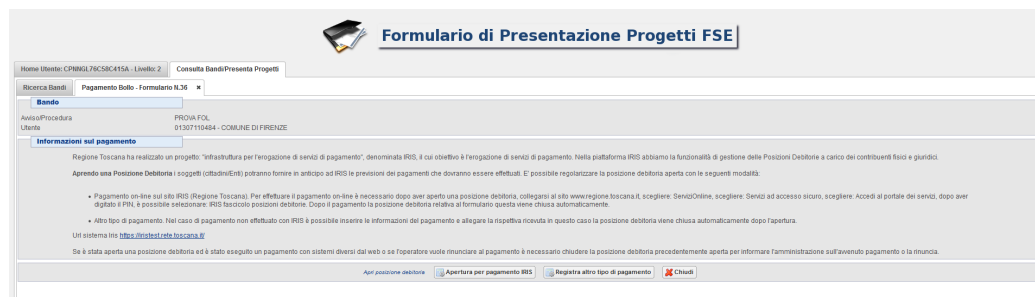 Formulario di Presentazione Progetti FSE
Home Utente: CPNNGL76C58C415A - Livello: 2 Consulta Bandi/Presenta Progetti
Ricerca Bandi Pagamento Bollo - Formulario N.36
Bando
Avviso/Procedura PROVA FOL
Utente 01307110484 - COMUNE DI FIRENZE
Informazioni sul pagamento
Regione Toscana ha realizzato un progetto: "infrastruttura per l'erogazione di servizi di pagamento", denominata IRIS, il cui obiettivo è l'erogazione di servizi di pagamento. Nella piattaforma IRIS abbiamo la funzionalità di gestione delle Posizioni Debitorie a carico dei contribuenti fisici e giuridici.
Aprendo una Posizione Debitoria i soggetti (cittadini/Enti) potranno fornire in anticipo ad IRIS le previsioni dei pagamenti che dovranno essere effettuati. E' possibile regolarizzare la posizione debitoria aperta con le seguenti modalità:
• Pagamento on-line sul sito IRIS (Regione Toscana). Per effettuare il pagamento on-line è necessario dopo aver aperto una posizione debitoria, collegarsi al sito www.regione.toscana.it, scegliere: ServiziOnline, scegliere: Servizi ad accesso sicuro, scegliere: Accedi al portale dei servizi, dopo aver
digitato il PIN, è possibile selezionare: IRIS fascicolo posizioni debitorie. Dopo il pagamento la posizione debitoria relativa al formulario questa viene chiusa automaticamente.
• Altro tipo di pagamento. Nel caso di pagamento non effettuato con IRIS è possibile inserire le informazioni del pagamento e allegare la rispettiva ricevuta in questo caso la posizione debitoria viene chiusa automaticamente dopo l'apertura.
Url sistema Iris https://iristest.rete.toscana.it/
Se è stata aperta una posizione debitoria ed è stato eseguito un pagamento con sistemi diversi dal web o se l'operatore vuole rinunciare al pagamento è necessario chiudere la posizione debitoria precedentemente aperta per informare l'amministrazione sull'avvenuto pagamento o la rinuncia.
Apri posizione debitoria Apertura per pagamento IRIS Registra altro tipo di pagamento Chiudi